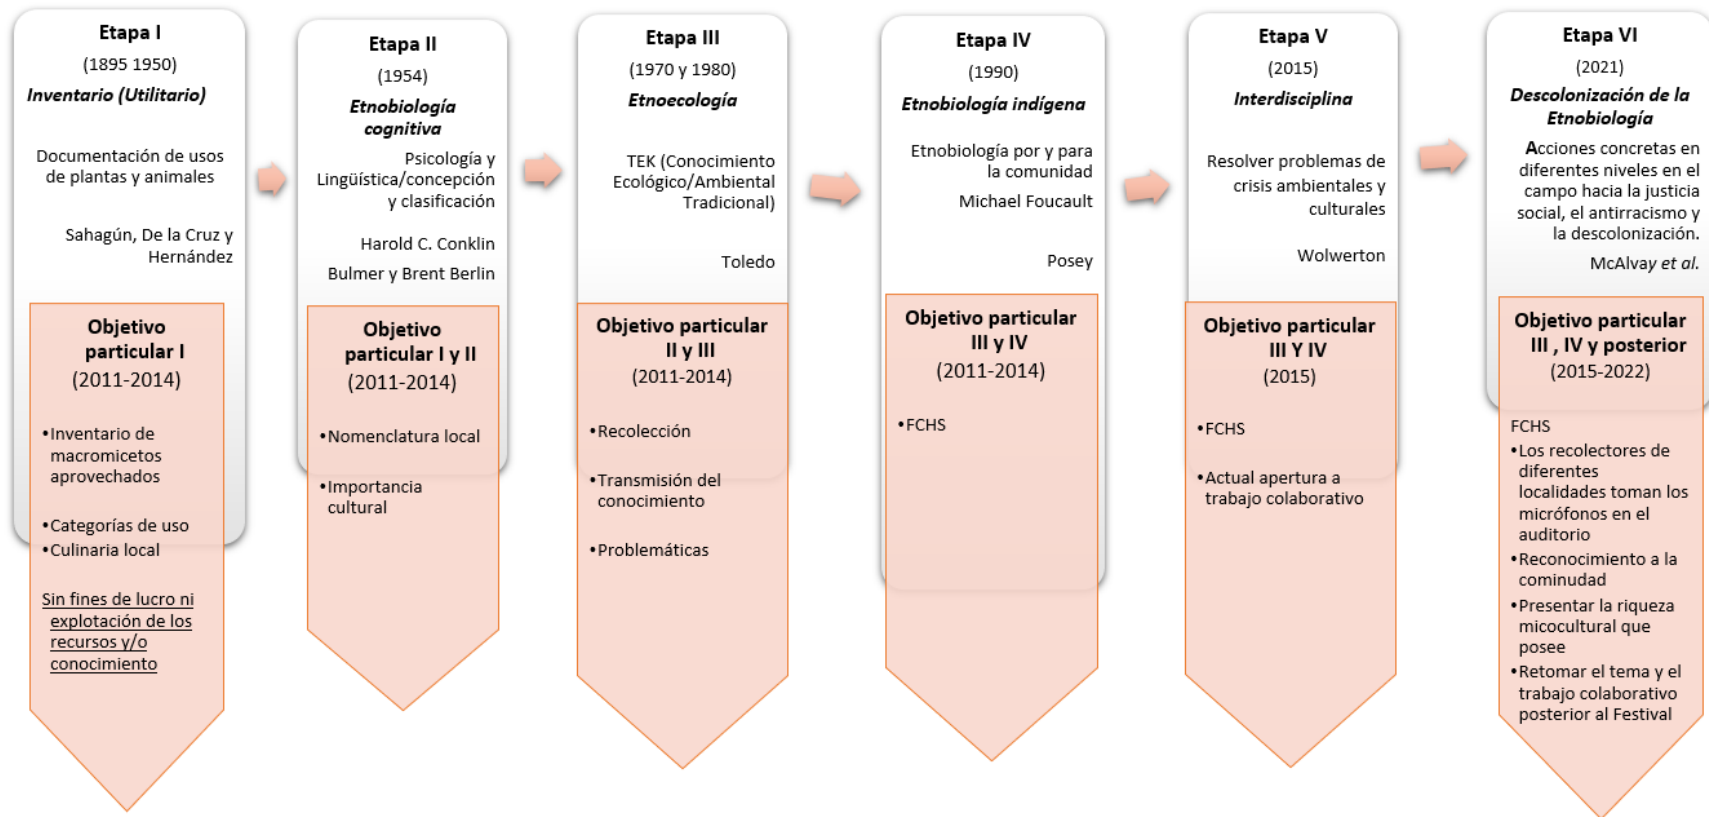 Etapa I
(1895 1950)
Inventario (Utilitario)
Documentación de usos
de plantas y animales
Sahagún, De la Cruz y
Hernández
Objetivo
particular I
(2011-2014)
•Inventario de
macromicetos
aprovechados
•Categorías de uso
•Culinaria local
Sin fines de lucro ni
explotación de los
recursos y/o
conocimiento
Etapa II
(1954)
Etnobiología
cognitiva
Psicología y
Lingüística/concepción
y clasificación
Harold C. Conklin
Bulmer y Brent Berlin
Objetivo
particular I y II
(2011-2014)
•Nomenclatura local
•Importancia
cultural
Etapa III
(1970 y 1980)
Etnoecología
TEK (Conocimiento
Ecológico/Ambiental
Tradicional)
Toledo
Objetivo particular
II y III
(2011-2014)
•Recolección
•Transmisión del
conocimiento
•Problemáticas
Etapa IV
(1990)
Etnobiología indígena
Etnobiología por y para
la comunidad
Michael Foucault
Posey
Objetivo particular
III y IV
(2011-2014)
•FCHS
Etapa V
(2015)
Interdisciplina
Resolver problemas de
crisis ambientales y
culturales
Wolwerton
Objetivo particular
III Y IV
(2015)
•FCHS
•Actual apertura a
trabajo colaborativo
Etapa VI
(2021)
Descolonización de la
Etnobiología
Acciones concretas en
diferentes niveles en el
campo hacia la justicia
social, el antirracismo y
la descolonización.
McAlvay et al.
Objetivo particular
III , IV y posterior
(2015-2022)
FCHS
•Los recolectores de
diferentes
localidades toman los
micrófonos en el
auditorio
•Reconocimiento a la
cominudad
•Presentar la riqueza
micocultural que
posee
•Retomar el tema y el
trabajo colaborativo
posterior al Festival